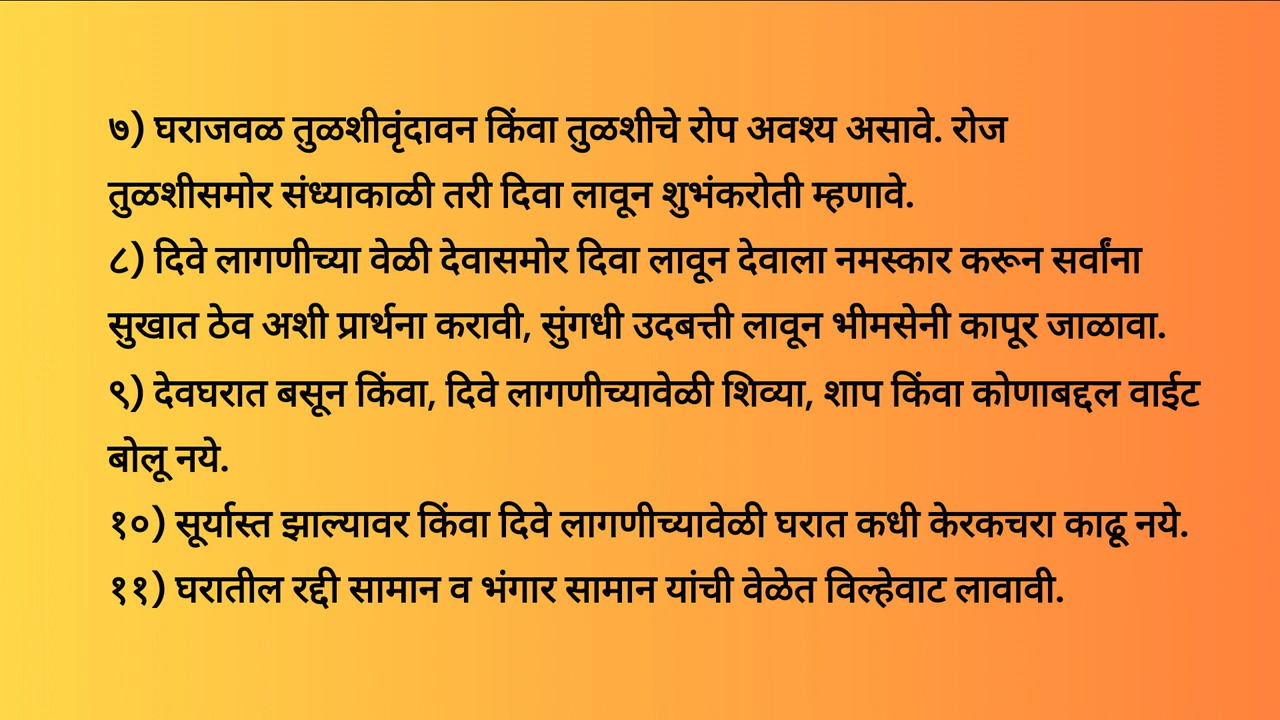 ७) घराजवळ तुळशीवृंदावन किंवा तुळशीचे रोप अवश्य असावे. रोज
तुळशीसमोर संध्याकाळी तरी दिवा लावून शुभंकरोती म्हणावे.
८) दिवे लागणीच्या वेळी देवासमोर दिवा लावून देवाला नमस्कार करून सर्वांना
सुखात ठेव अशी प्रार्थना करावी, सुंगधी उदबत्ती लावून भीमसेनी कापूर जाळावा.
९) देवघरात बसून किंवा, दिवे लागणीच्यावेळी शिव्या, शाप किंवा कोणाबद्दल वाईट
बोलू नये.
१०) सूर्यास्त झाल्यावर किंवा दिवे लागणीच्यावेळी घरात कधी केरकचरा काढू नये.
११) घरातील रद्दी सामान व भंगार सामान यांची वेळेत विल्हेवाट लावावी.